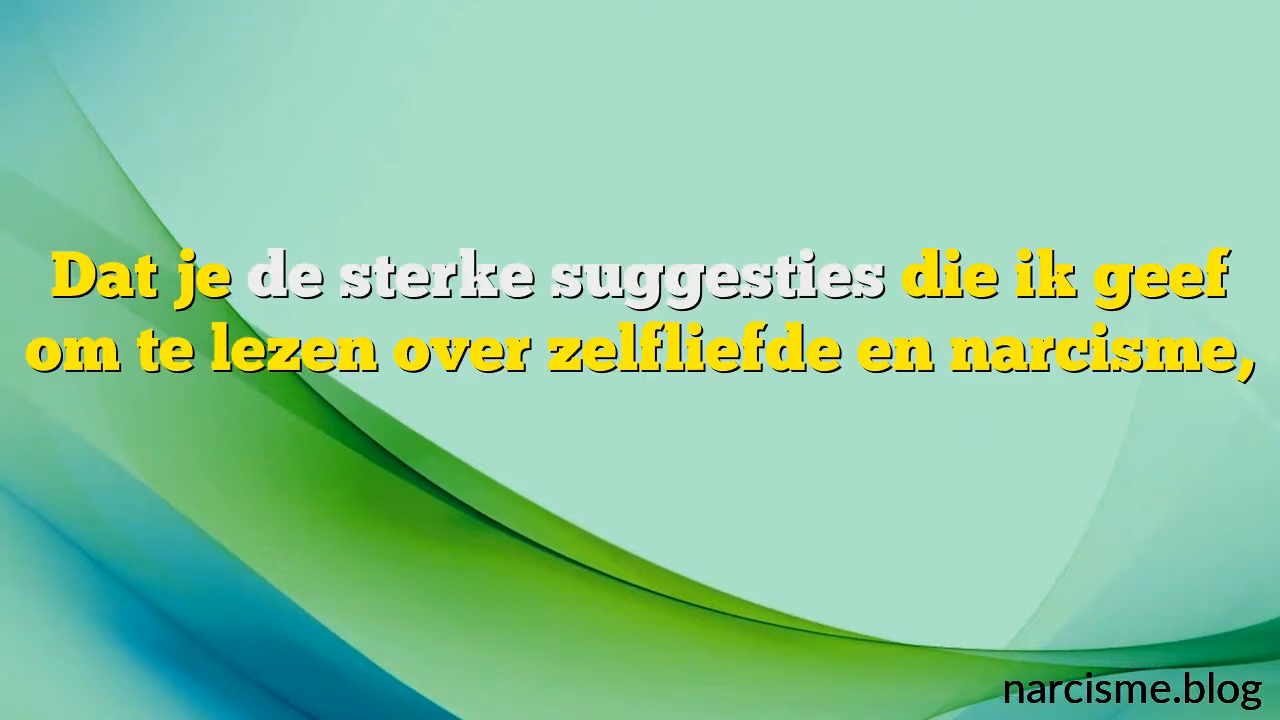 Dat je de sterke suggesties die ik geef
om te lezen over zelfliefde en narcisme,
narcisme.blog